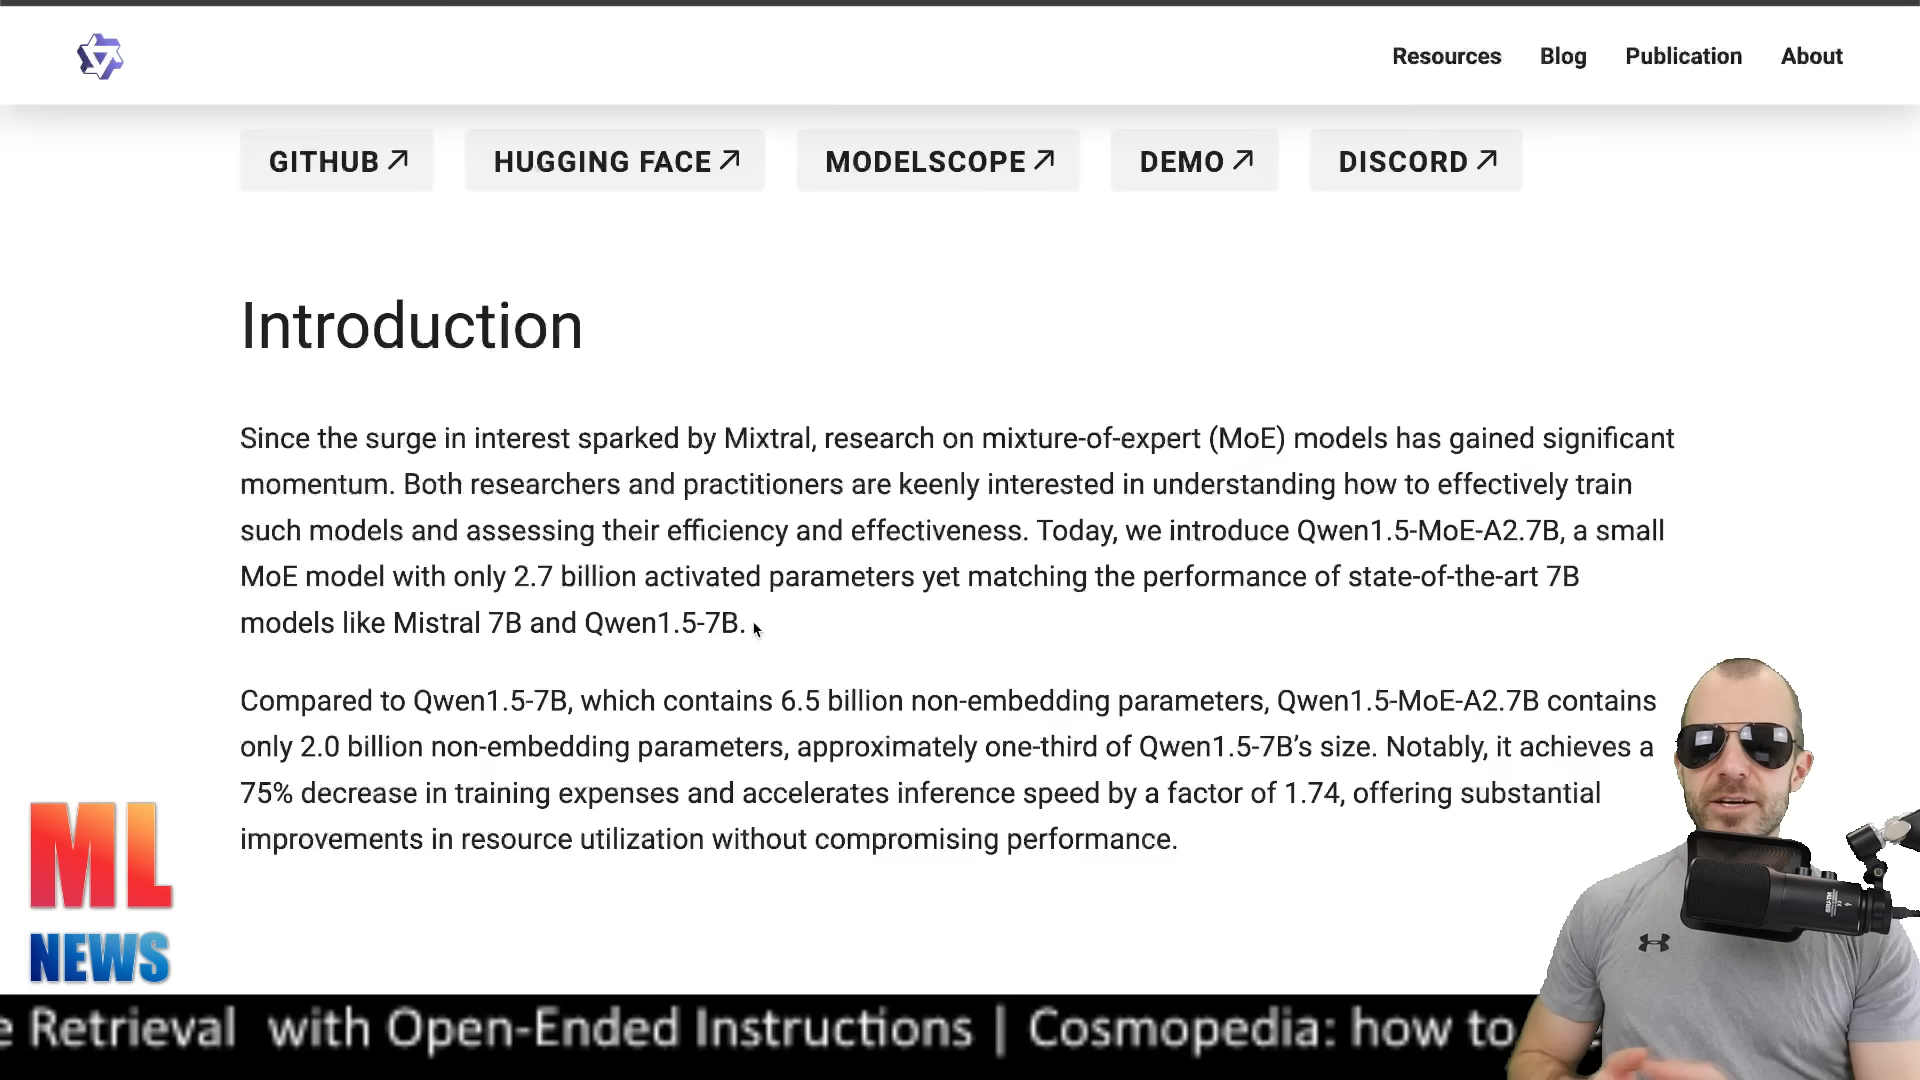 Resources Blog Publication About
GITHUB HUGGING FACE MODELSCOPE DEMO DISCORD
Introduction
Since the surge in interest sparked by Mixtral, research on mixture-of-expert (MoE) models has gained significant
momentum. Both researchers and practitioners are keenly interested in understanding how to effectively train
such models and assessing their efficiency and effectiveness. Today, we introduce Qwen1.5-MoE-A2.7B, a small
MoE model with only 2.7 billion activated parameters yet matching the performance of state-of-the-art 7B
models like Mistral 7B and Qwen1.5-7B.
Compared to Qwen1.5-7B, which contains 6.5 billion non-embedding parameters, Qwen1.5-MoE-A2.7B contains
only 2.0 billion non-embedding parameters, approximately one-third of Qwen1.5-7B’s size. Notably, it achieves a
75% decrease in training expenses and accelerates inference speed by a factor of 1.74, offering substantial
improvements in resource utilization without compromising performance.
ML
NEWS
e Retrieval with Open-Ended Instructions | Cosmopedia: how to